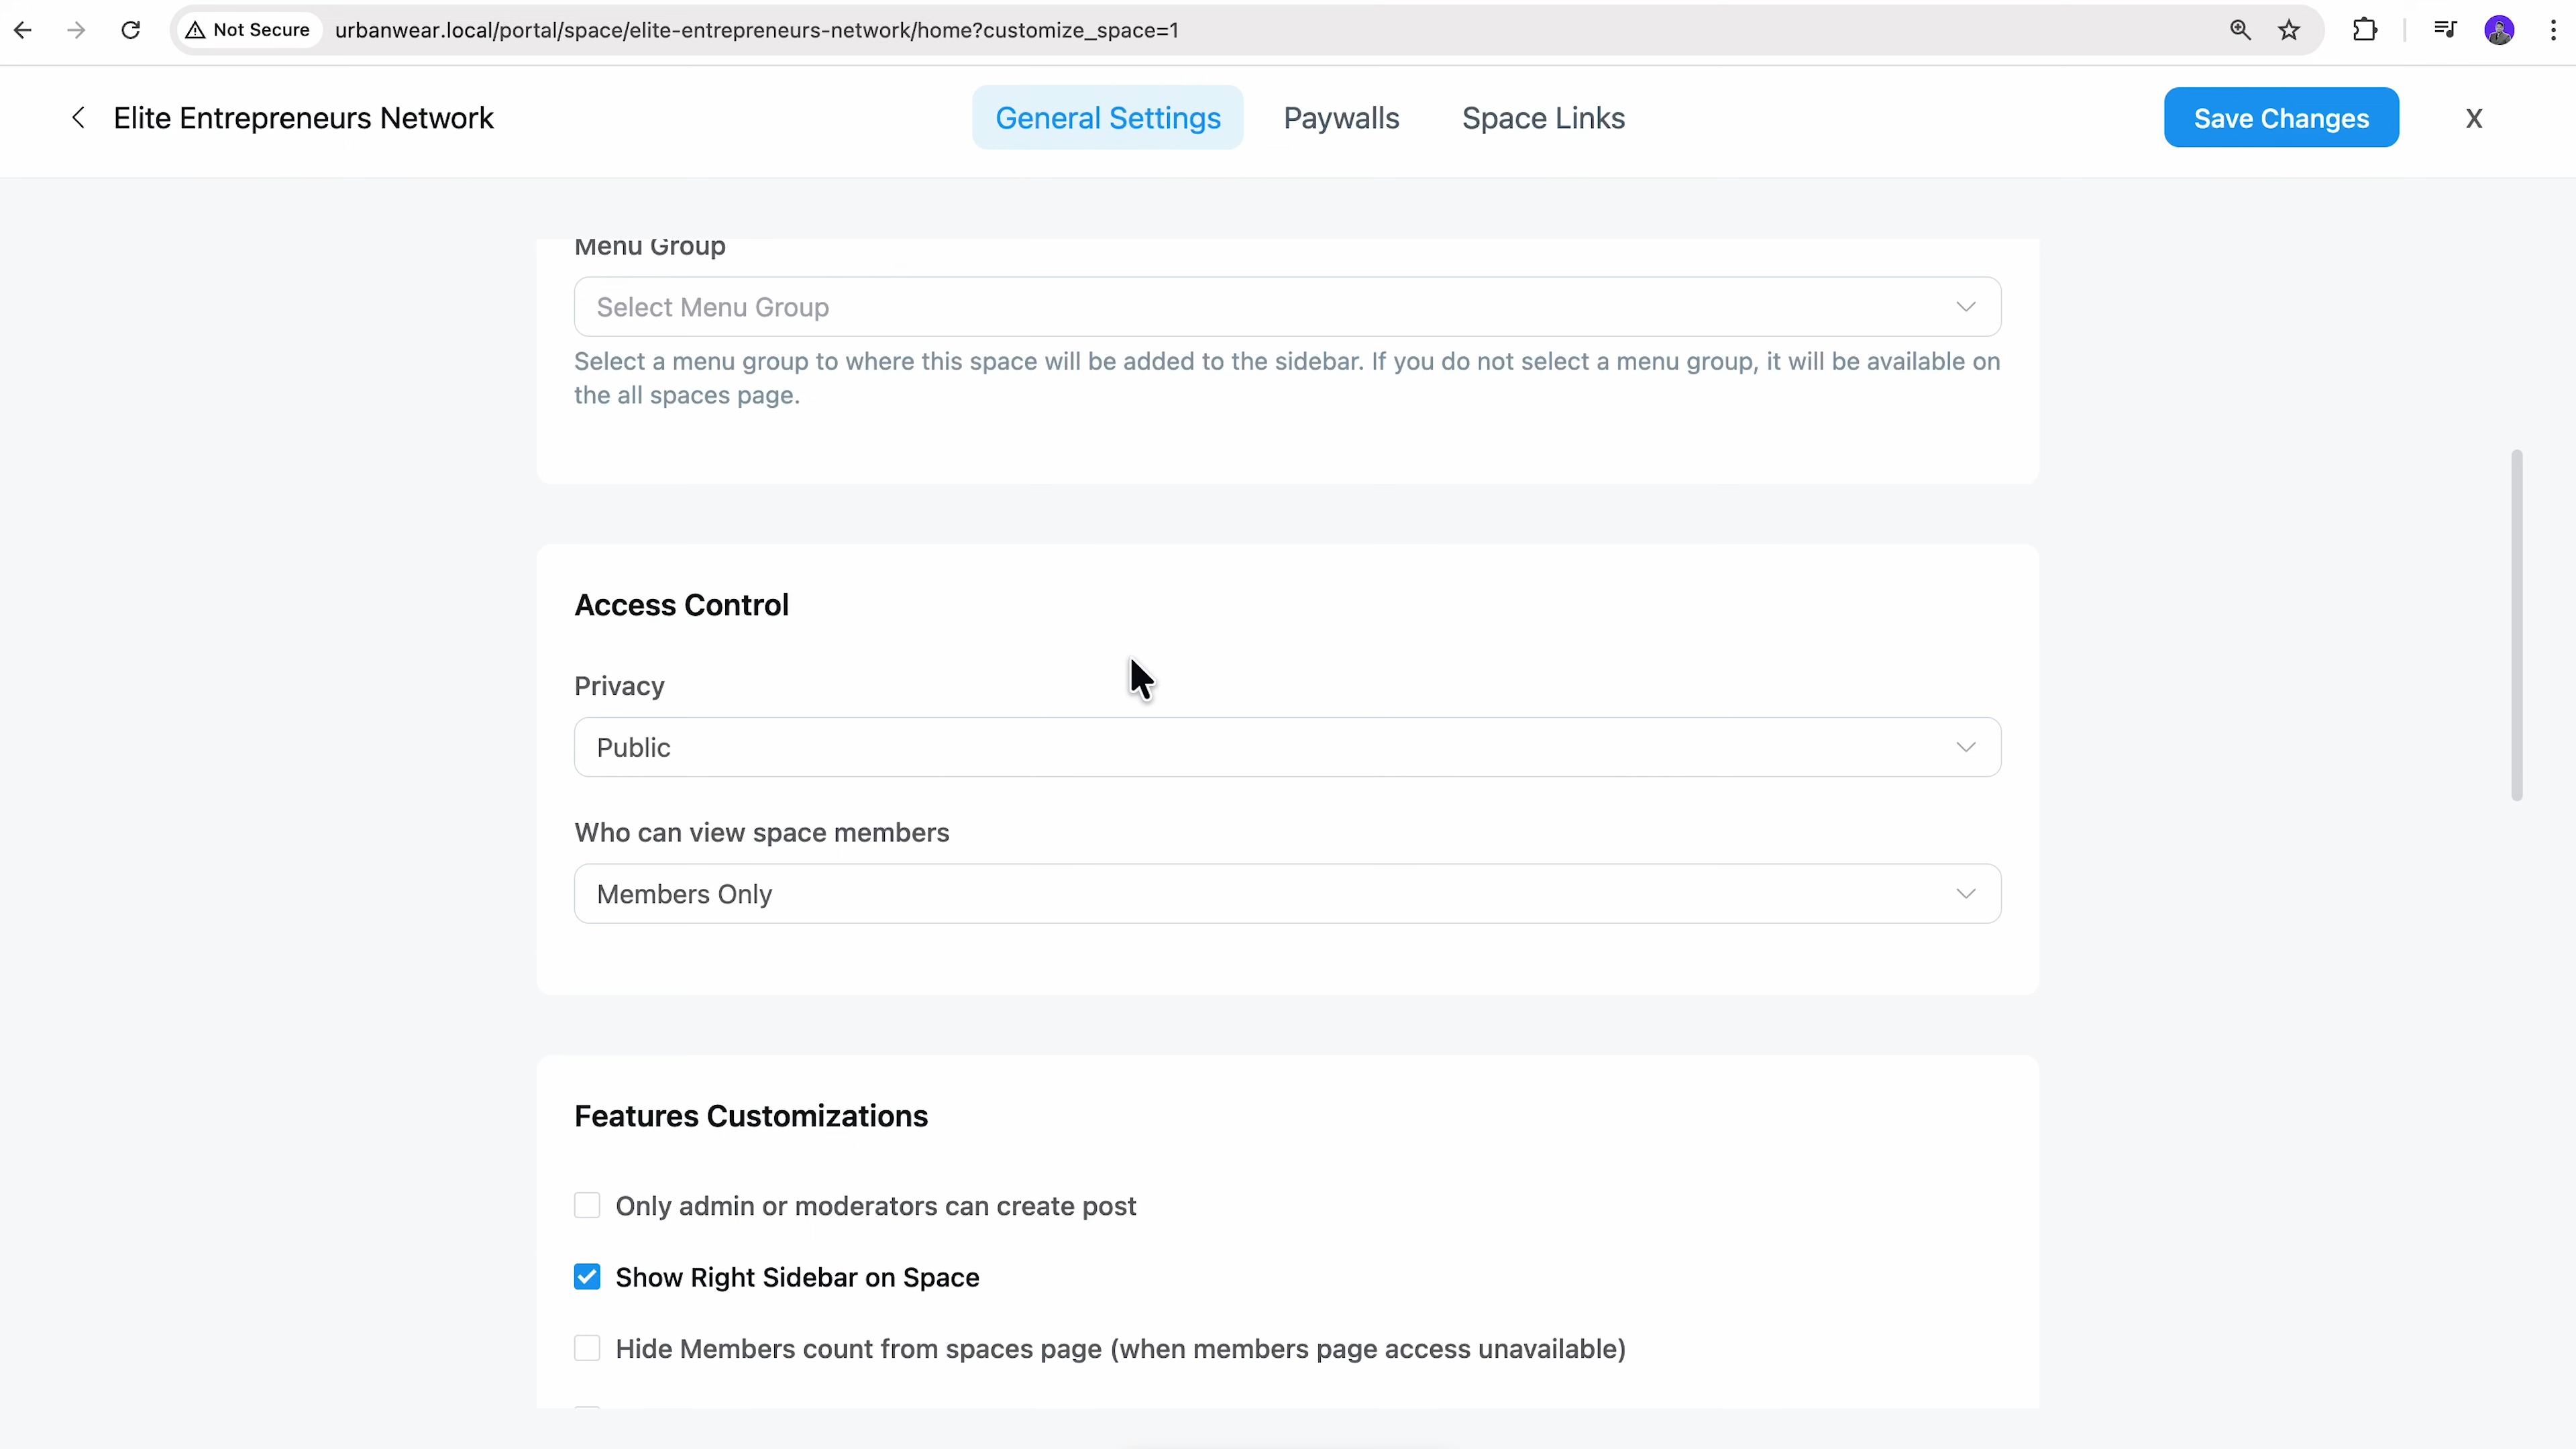 Not Secure
urbanwear.local/portal/space/elite-entrepreneurs-network/home?customize_space=1
Elite Entrepreneurs Network
General Settings
Paywalls
Space Links
Save Changes
X
Menu Group
Select Menu Group
Select a menu group to where this space will be added to the sidebar. If you do not select a menu group, it will be available on
the all spaces page.
Access Control
Privacy
Public
Who can view space members
Members Only
Features Customizations
Only admin or moderators can create post
Show Right Sidebar on Space
Hide Members count from spaces page (when members page access unavailable)